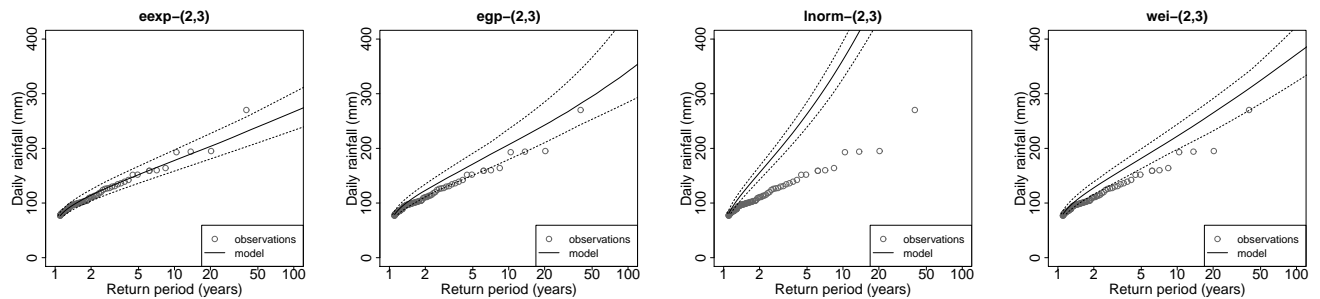 eexp−(2,3)
Daily rainfall (mm)
0 100 200 300 400
1 2 5 10 20 50 100
Return period (years)
observations
model
egp−(2,3)
Daily rainfall (mm)
0 100 200 300 400
1 2 5 10 20 50 100
Return period (years)
observations
model
lnorm−(2,3)
Daily rainfall (mm)
0 100 200 300 400
1 2 5 10 20 50 100
Return period (years)
observations
model
wei−(2,3)
Daily rainfall (mm)
0 100 200 300 400
1 2 5 10 20 50 100
Return period (years)
observations
model